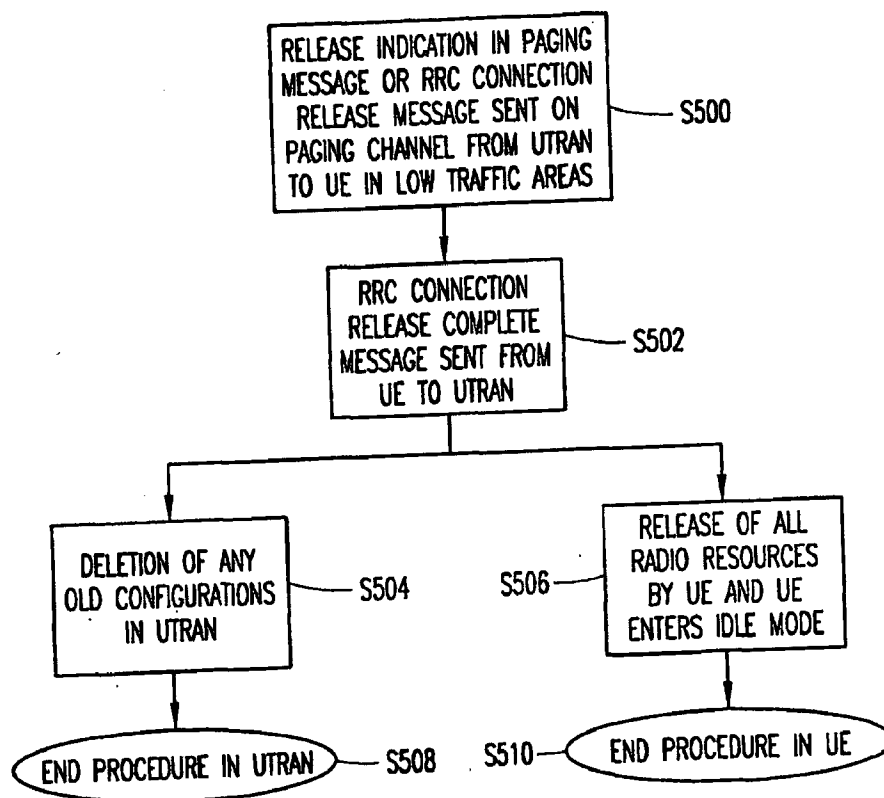 RELEASE INDICATION IN PAGING
MESSAGE OR RRC CONNECTION
RELEASE MESSAGE SENT ON
PAGING CHANNEL FROM UTRAN
TO UE IN LOW TRAFFIC AREAS
S500
RRC CONNECTION
RELEASE COMPLETE
MESSAGE SENT FROM
UE TO UTRAN
S502
DELETION OF ANY
OLD CONFIGURATIONS
IN UTRAN
S504
RELEASE OF ALL
RADIO RESOURCES
BY UE AND UE
ENTERS IDLE MODE
S506
END PROCEDURE IN UTRAN
S508
END PROCEDURE IN UE
S510